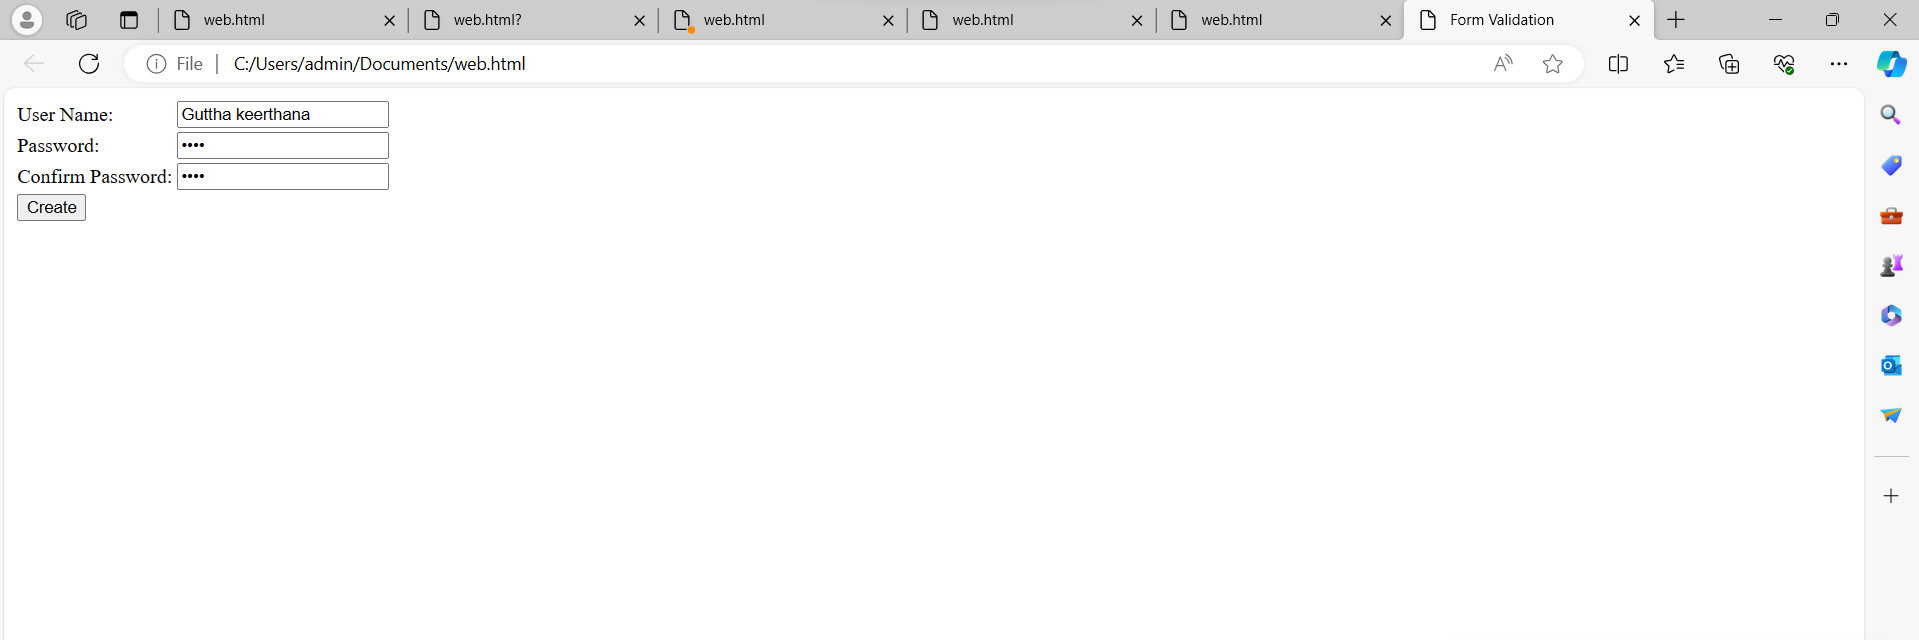 web.html
web.html?
web.html
web.html
web.html
Form Validation
File
C:/Users/admin/Documents/web.html
User Name: Guttha keerthana
Password: ••••
Confirm Password: ••••
Create